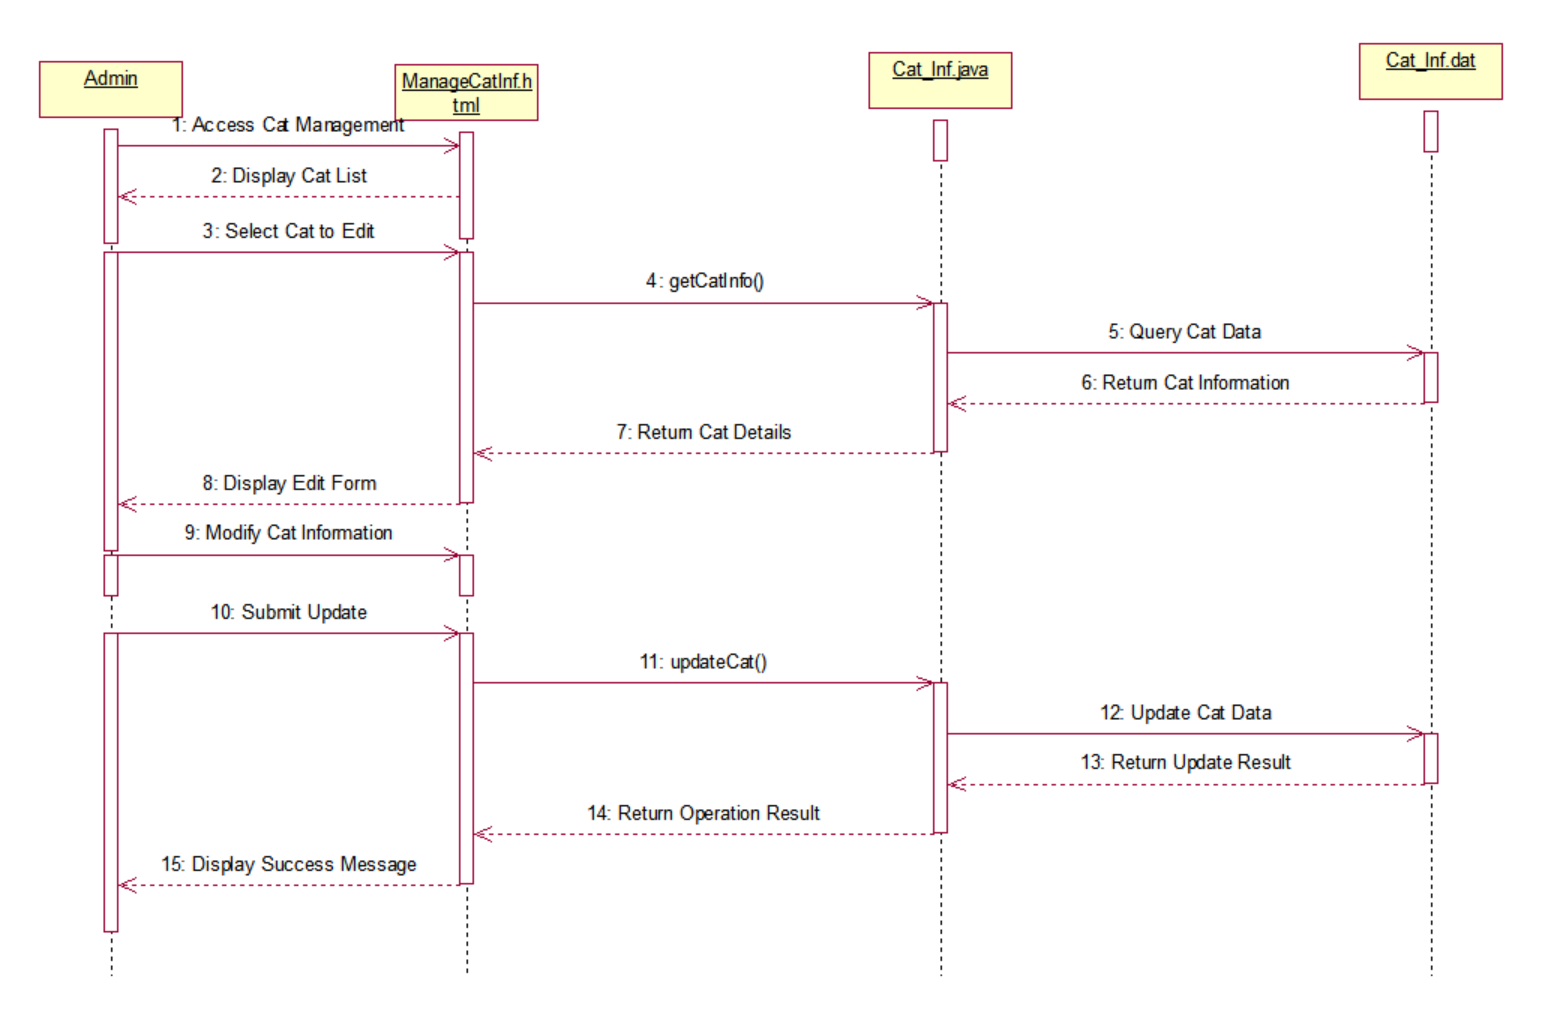 Admin
ManageCatInf.h
tml
Cat_Inf.java
Cat_Inf.dat
1: Access Cat Management
2: Display Cat List
3: Select Cat to Edit
4: getCatInfo()
5: Query Cat Data
6: Return Cat Information
7: Return Cat Details
8: Display Edit Form
9: Modify Cat Information
10: Submit Update
11: updateCat()
12: Update Cat Data
13: Return Update Result
14: Return Operation Result
15: Display Success Message